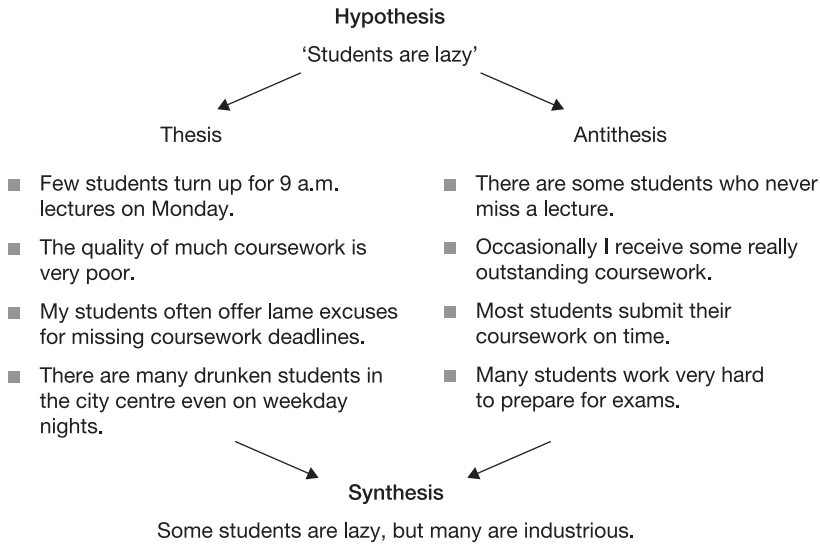 Hypothesis
‘Students are lazy’
Thesis
Few students turn up for 9 a.m.
lectures on Monday.
The quality of much coursework is
very poor.
My students often offer lame excuses
for missing coursework deadlines.
There are many drunken students in
the city centre even on weekday
nights.
Antithesis
There are some students who never
miss a lecture.
Occasionally I receive some really
outstanding coursework.
Most students submit their
coursework on time.
Many students work very hard
to prepare for exams.
Synthesis
Some students are lazy, but many are industrious.